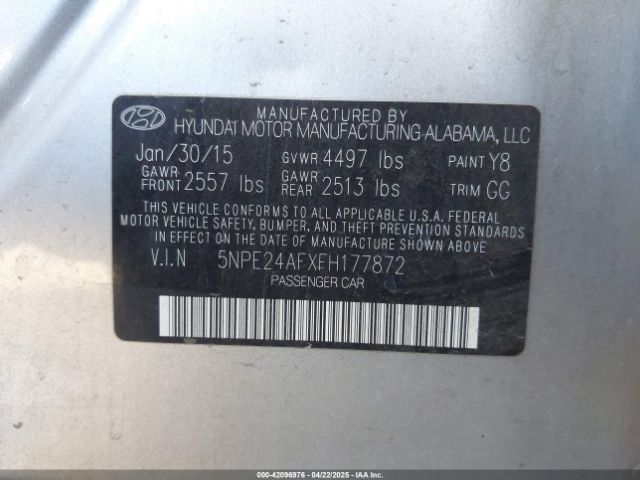 MANUFACTURED BY
HYUNDAI MOTOR MANUFACTURING ALABAMA, LLC
Jan/30/15 GVWR 4497 lbs PAINT Y8
GAWR FRONT 2557 lbs GAWR REAR 2513 lbs TRIM GG
THIS VEHICLE CONFORMS TO ALL APPLICABLE U.S.A. FEDERAL
MOTOR VEHICLE SAFETY, BUMPER, AND THEFT PREVENTION STANDARDS
IN EFFECT ON THE DATE OF MANUFACTURE SHOWN ABOVE.
V.I.N 5NPE24AFXFH177872
PASSENGER CAR
000-42096976 - 04/22/2025 - COPART.COM